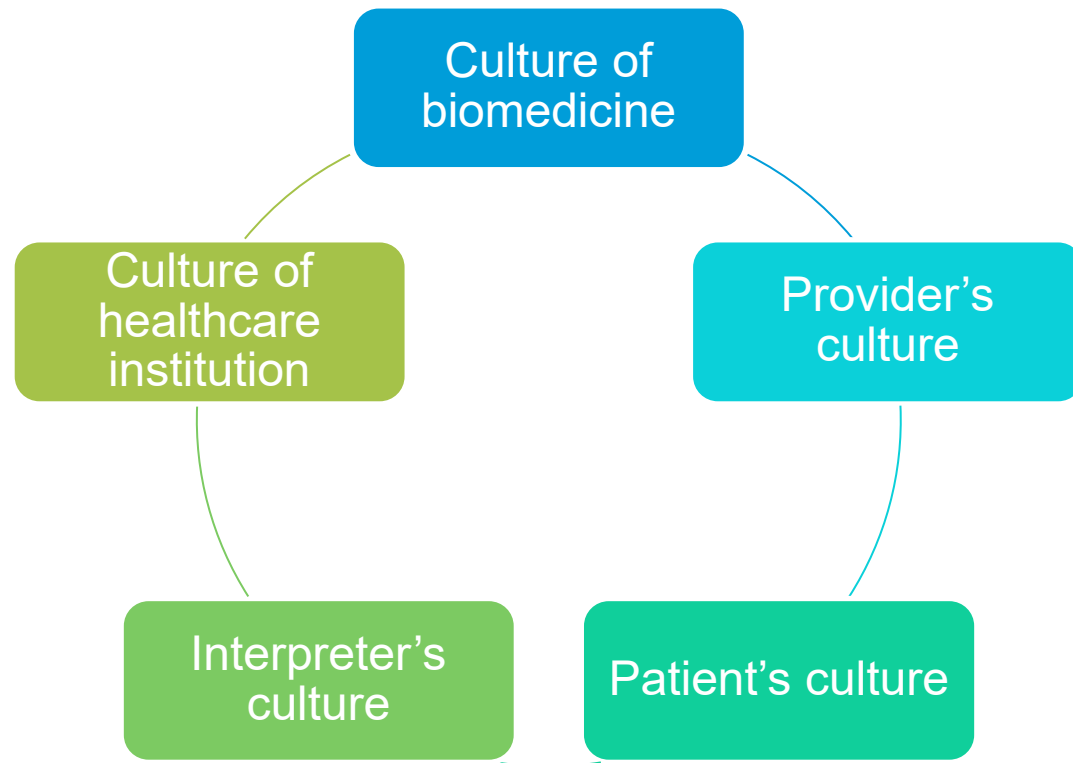 Culture of
biomedicine
Provider’s
culture
Patient’s culture
Interpreter’s
culture
Culture of
healthcare
institution